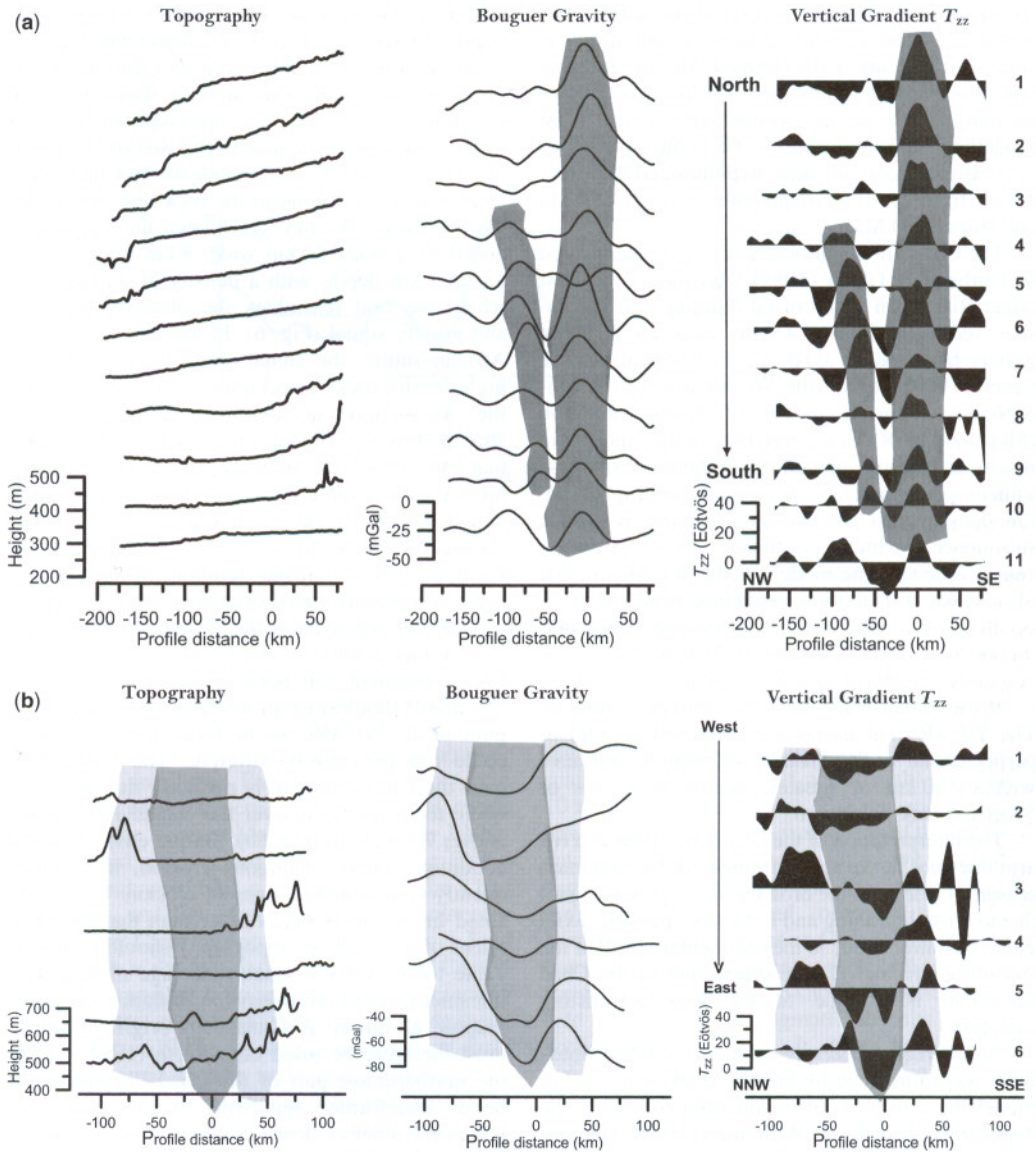 (a)
Topography
Bouguer Gravity
Vertical Gradient Tzz
North
South
1
2
3
4
5
6
7
8
9
10
11
Height (m)
500
400
300
200
(mGal)
0
-25
-50
Tzz (Eötvös)
40
20
0
NW
SE
-200 -150 -100 -50 0 50
Profile distance (km)
-200 -150 -100 -50 0 50
Profile distance (km)
-200 -150 -100 -50 0 50
Profile distance (km)
(b)
Topography
Bouguer Gravity
Vertical Gradient Tzz
West
East
1
2
3
4
5
6
Height (m)
700
600
500
400
(mGal)
-40
-60
-80
Tzz (Eötvös)
40
20
0
NNW
SSE
-100 -50 0 50 100
Profile distance (km)
-100 -50 0 50 100
Profile distance (km)
-100 -50 0 50 100
Profile distance (km)